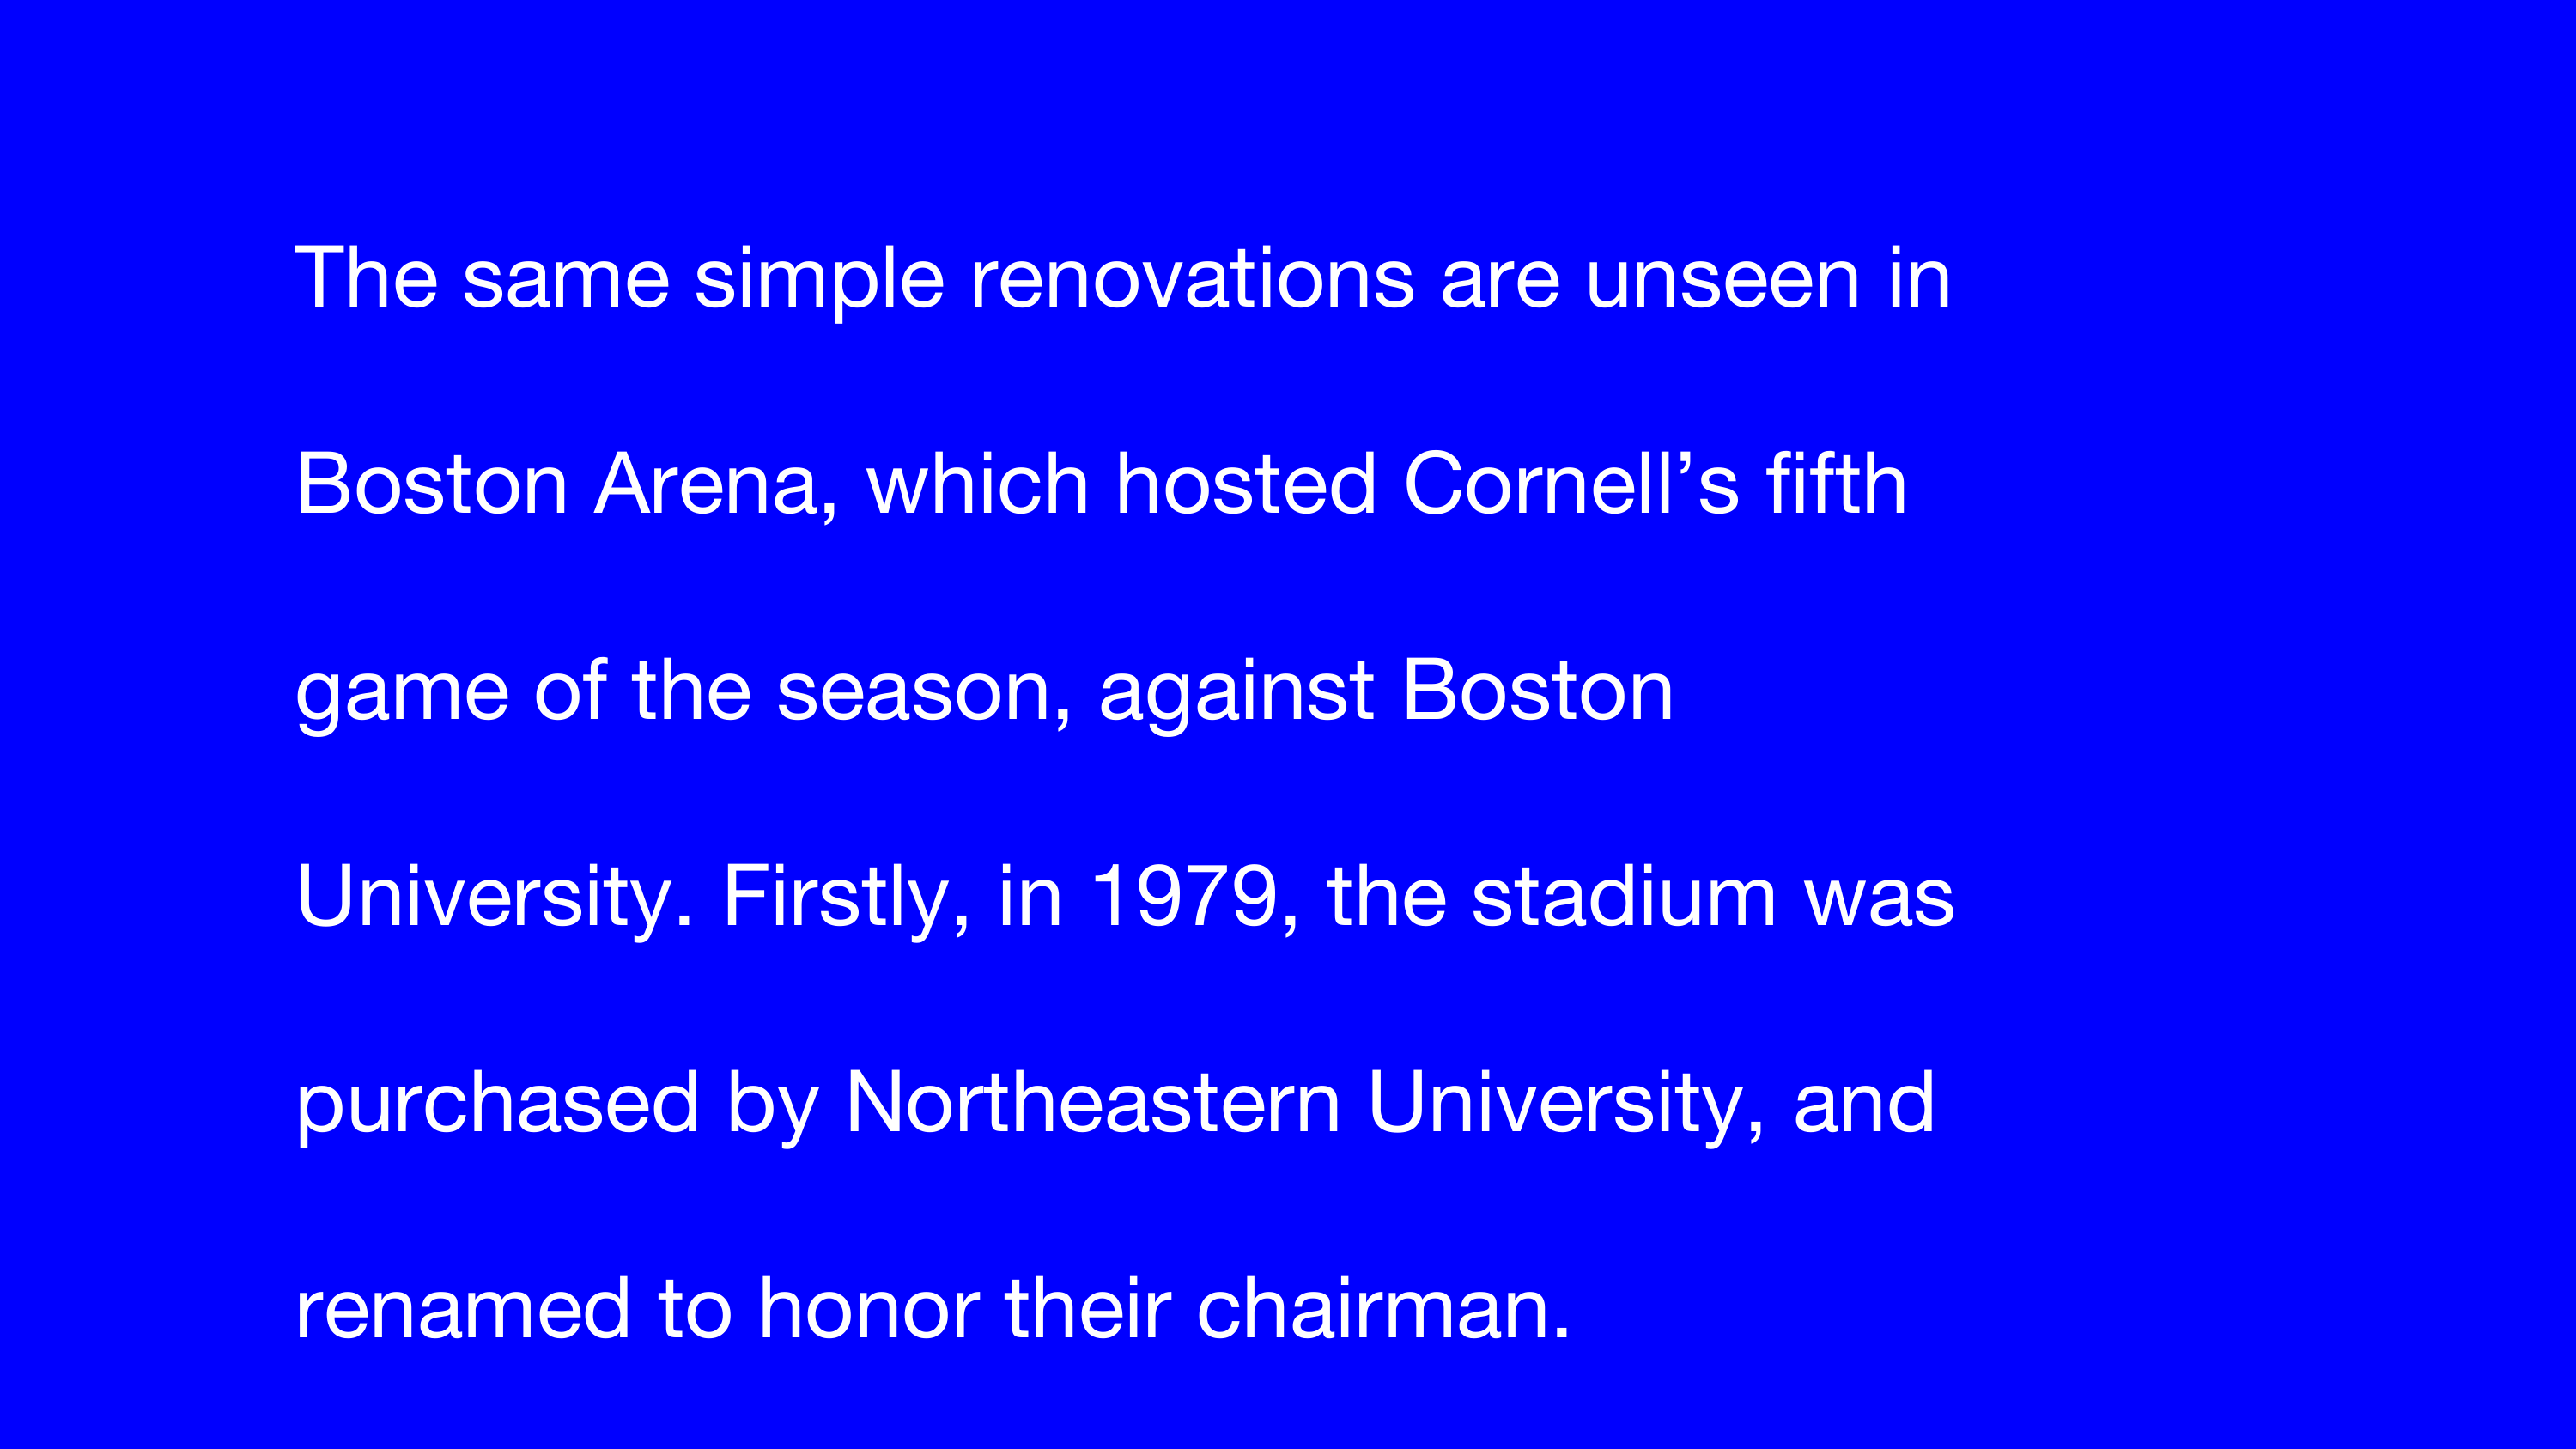 The same simple renovations are unseen in
Boston Arena, which hosted Cornell’s fifth
game of the season, against Boston
University. Firstly, in 1979, the stadium was
purchased by Northeastern University, and
renamed to honor their chairman.